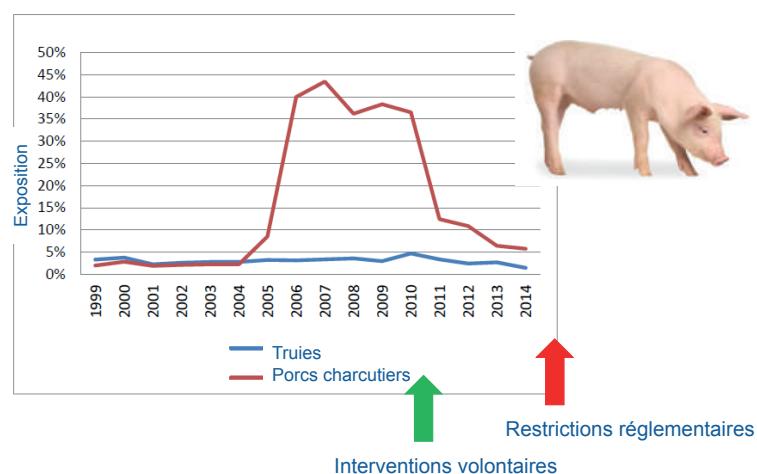 50%
45%
40%
35%
30%
25%
20%
15%
10%
5%
0%
Exposition
1999 2000 2001 2002 2003 2004 2005 2006 2007 2008 2009 2010 2011 2012 2013 2014
Truies
Porcs charcutiers
Restrictions réglementaires
Interventions volontaires